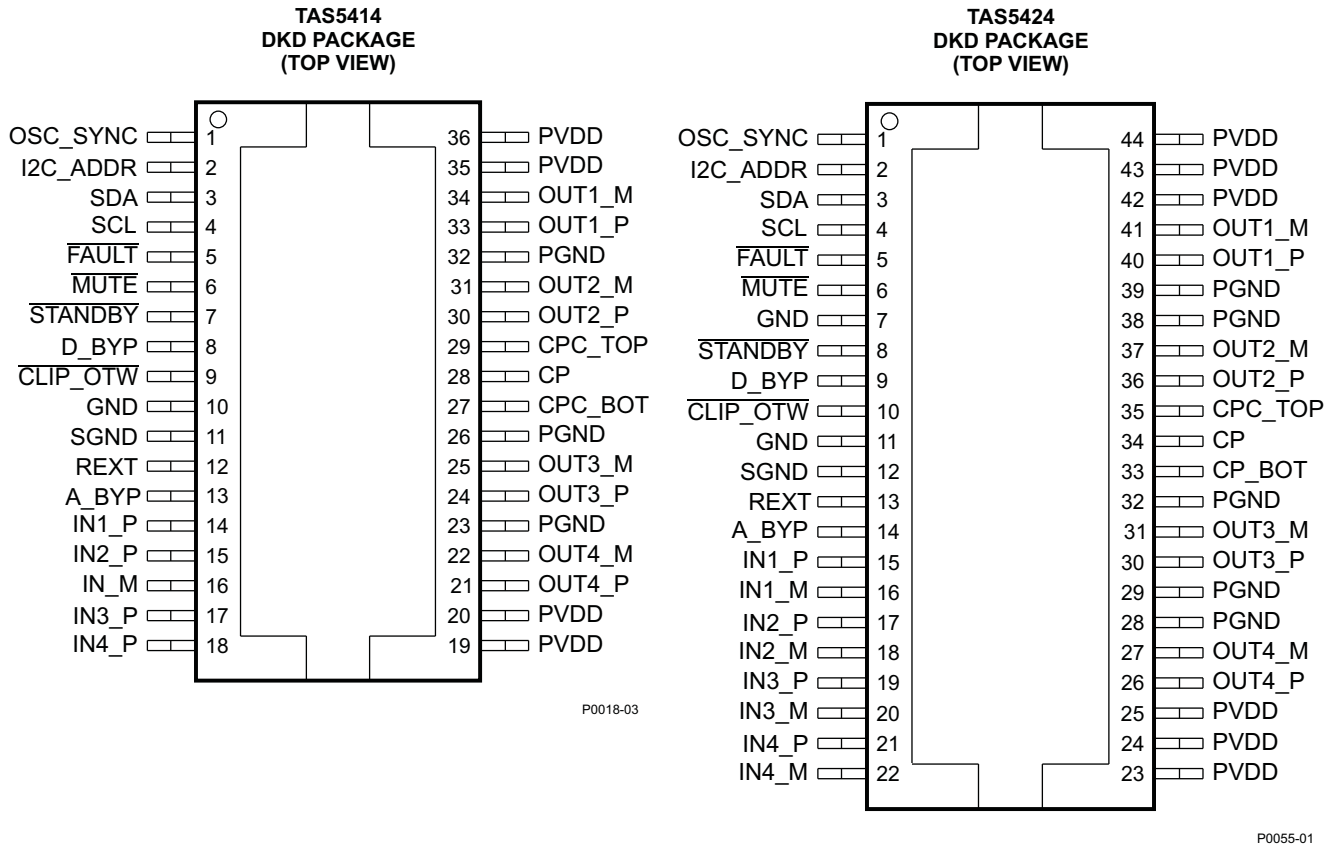 TAS5414
DKD PACKAGE
(TOP VIEW)
OSC_SYNC 1 36 PVDD
I2C_ADDR 2 35 PVDD
SDA 3 34 OUT1_M
SCL 4 33 OUT1_P
FAULT 5 32 PGND
MUTE 6 31 OUT2_M
STANDBY 7 30 OUT2_P
D_BYP 8 29 CPC_TOP
CLIP_OTW 9 28 CP
GND 10 27 CPC_BOT
SGND 11 26 PGND
REXT 12 25 OUT3_M
A_BYP 13 24 OUT3_P
IN1_P 14 23 PGND
IN2_P 15 22 OUT4_M
IN_M 16 21 OUT4_P
IN3_P 17 20 PVDD
IN4_P 18 19 PVDD
P0018-03
TAS5424
DKD PACKAGE
(TOP VIEW)
OSC_SYNC 1 44 PVDD
I2C_ADDR 2 43 PVDD
SDA 3 42 PVDD
SCL 4 41 OUT1_M
FAULT 5 40 OUT1_P
MUTE 6 39 PGND
GND 7 38 PGND
STANDBY 8 37 OUT2_M
D_BYP 9 36 OUT2_P
CLIP_OTW 10 35 CPC_TOP
GND 11 34 CP
SGND 12 33 CP_BOT
REXT 13 32 PGND
A_BYP 14 31 OUT3_M
IN1_P 15 30 OUT3_P
IN1_M 16 29 PGND
IN2_P 17 28 PGND
IN2_M 18 27 OUT4_M
IN3_P 19 26 OUT4_P
IN3_M 20 25 PVDD
IN4_P 21 24 PVDD
IN4_M 22 23 PVDD
P0055-01